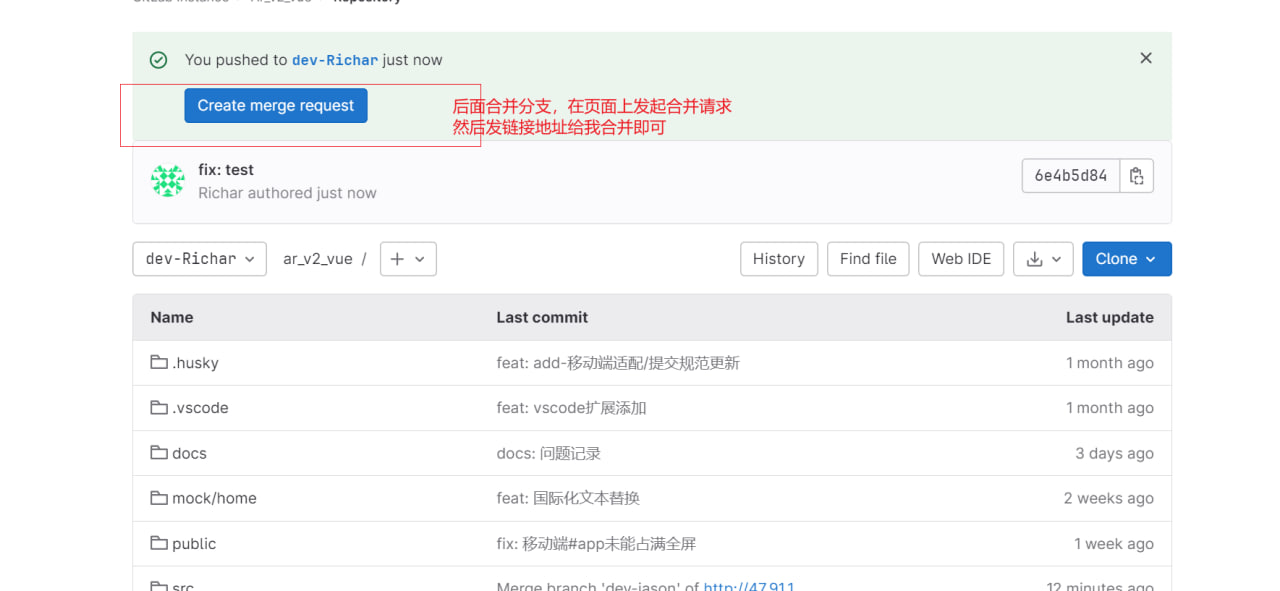 You pushed to dev-Richar just now
Create merge request
后面合并分支，在页面上发起合并请求
然后发链接地址给我合并即可
fix: test
Richar authored just now
6e4b5d84
dev-Richar
ar_v2_vue /
History
Find file
Web IDE
Clone
Name Last commit Last update
.husky feat: add-移动端适配/提交规范更新 1 month ago
.vscode feat: vscode扩展添加 1 month ago
docs docs: 问题记录 3 days ago
mock/home feat: 国际化文本替换 2 weeks ago
public fix: 移动端#app未能占满全屏 1 week ago
src Merge branch 'dev-jason' of 12 minutes ago